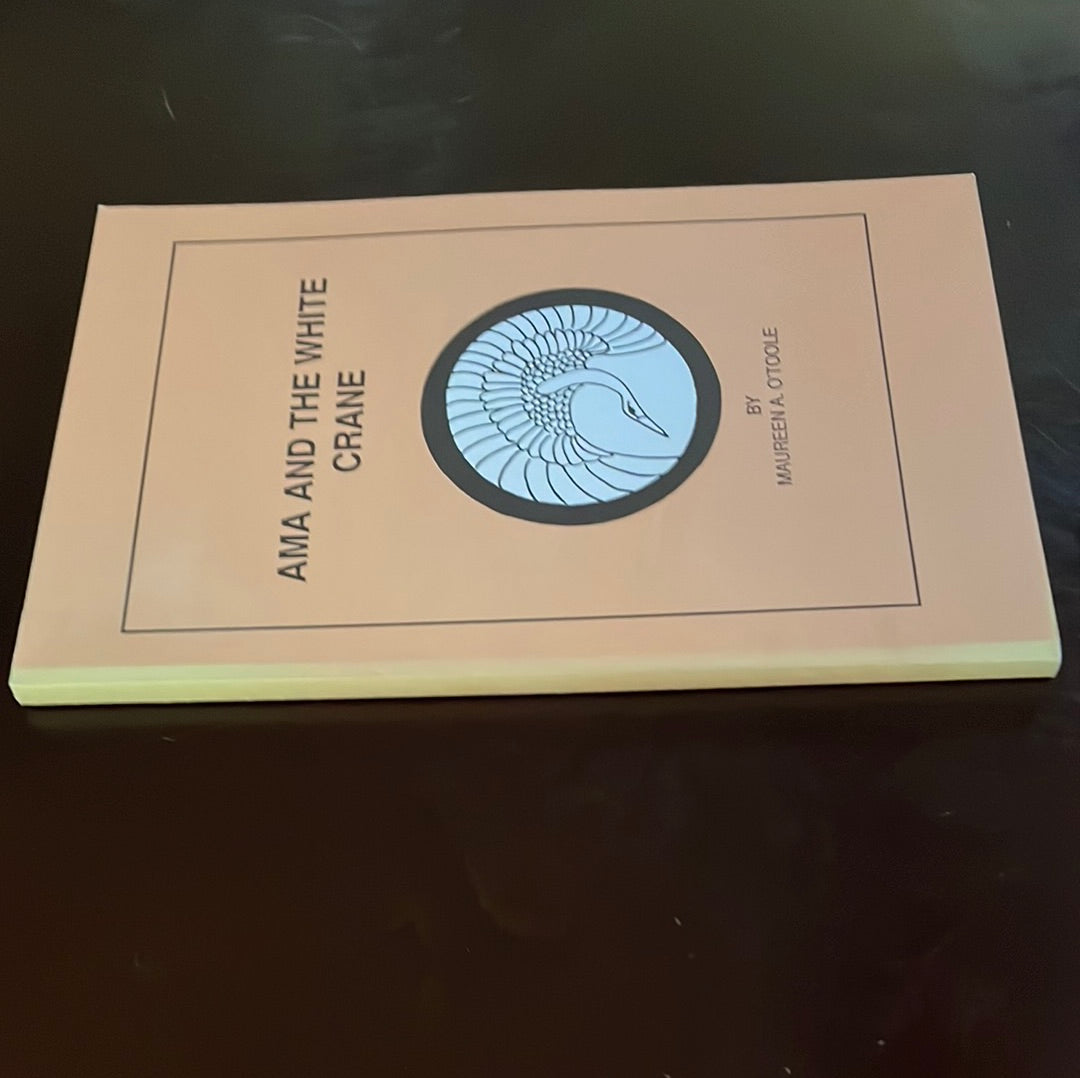 AMA AND THE WHITE
CRANE
BY
MAUREEN A. O'TOOLE